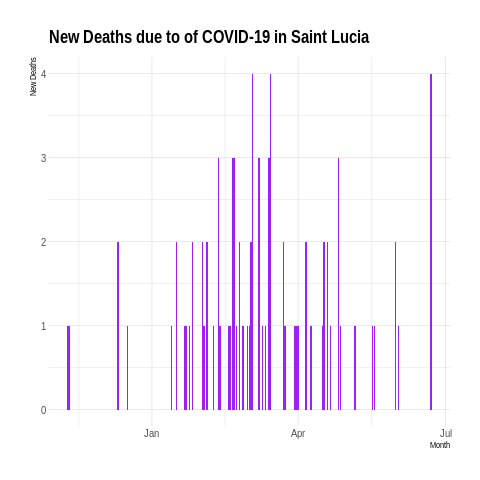 New Deaths due to of COVID-19 in Saint Lucia
New Deaths
4
3
2
1
0
Jan Apr Jul
Month